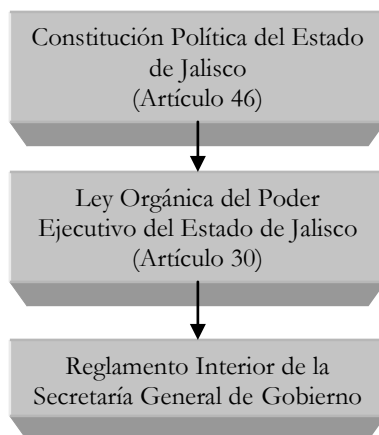 Constitución Política del Estado
de Jalisco
(Artículo 46)
Ley Orgánica del Poder
Ejecutivo del Estado de Jalisco
(Artículo 30)
Reglamento Interior de la
Secretaría General de Gobierno